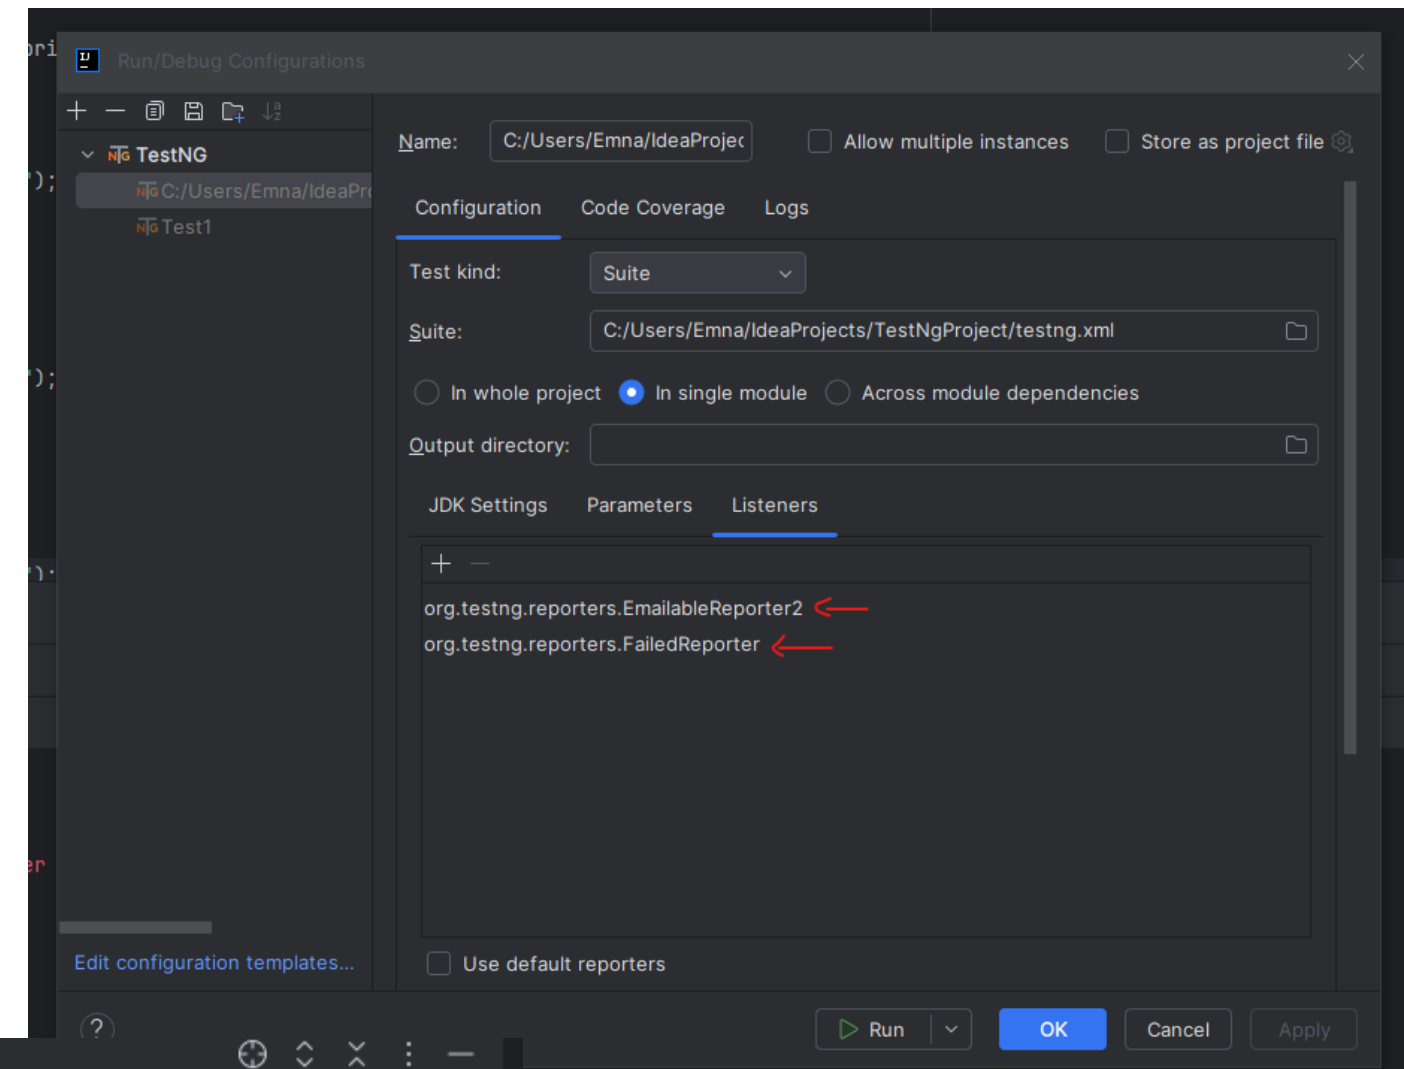 ori
Run/Debug Configurations
Name: C:/Users/Emna/IdeaProjec
Allow multiple instances
Store as project file
TestNG
C:/Users/Emna/IdeaPro
Test1
");
Configuration Code Coverage Logs
Test kind: Suite
Suite: C:/Users/Emna/IdeaProjects/TestNgProject/testng.xml
");
In whole project In single module Across module dependencies
Output directory:
JDK Settings Parameters Listeners
");
org.testng.reporters.EmailableReporter2
org.testng.reporters.FailedReporter
er
Edit configuration templates...
Use default reporters
?
Run OK Cancel Apply